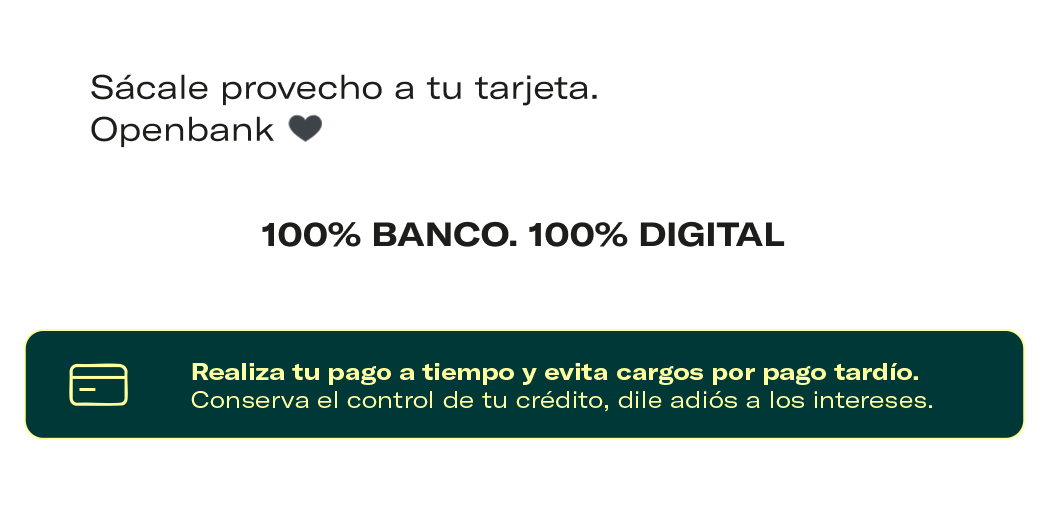 Sácale provecho a tu tarjeta.
Openbank 🖤
100% BANCO. 100% DIGITAL
Realiza tu pago a tiempo y evita cargos por pago tardío.
Conserva el control de tu crédito, dile adiós a los intereses.